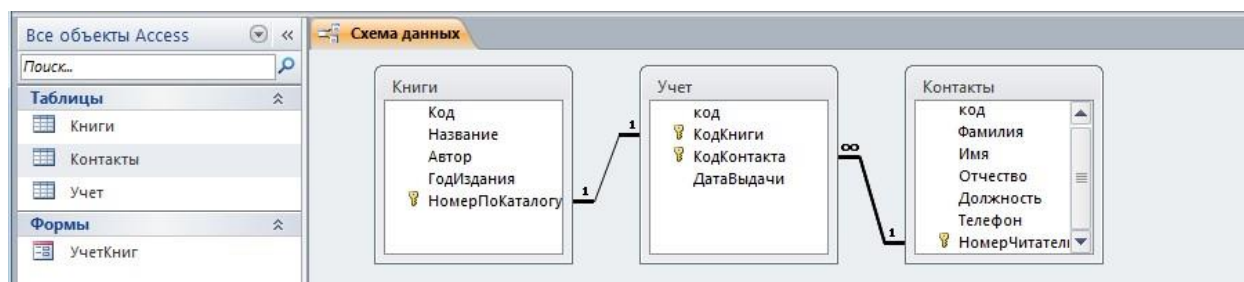 Все объекты Access
Схема данных
Поиск...
Таблицы
Книги
Контакты
Учет
Формы
УчетКниг
Книги
Код
Название
Автор
ГодИздания
НомерПоКаталогу
1
1
Учет
код
КодКниги
КодКонтакта
ДатаВыдачи
∞
1
Контакты
код
Фамилия
Имя
Отчество
Должность
Телефон
НомерЧитател